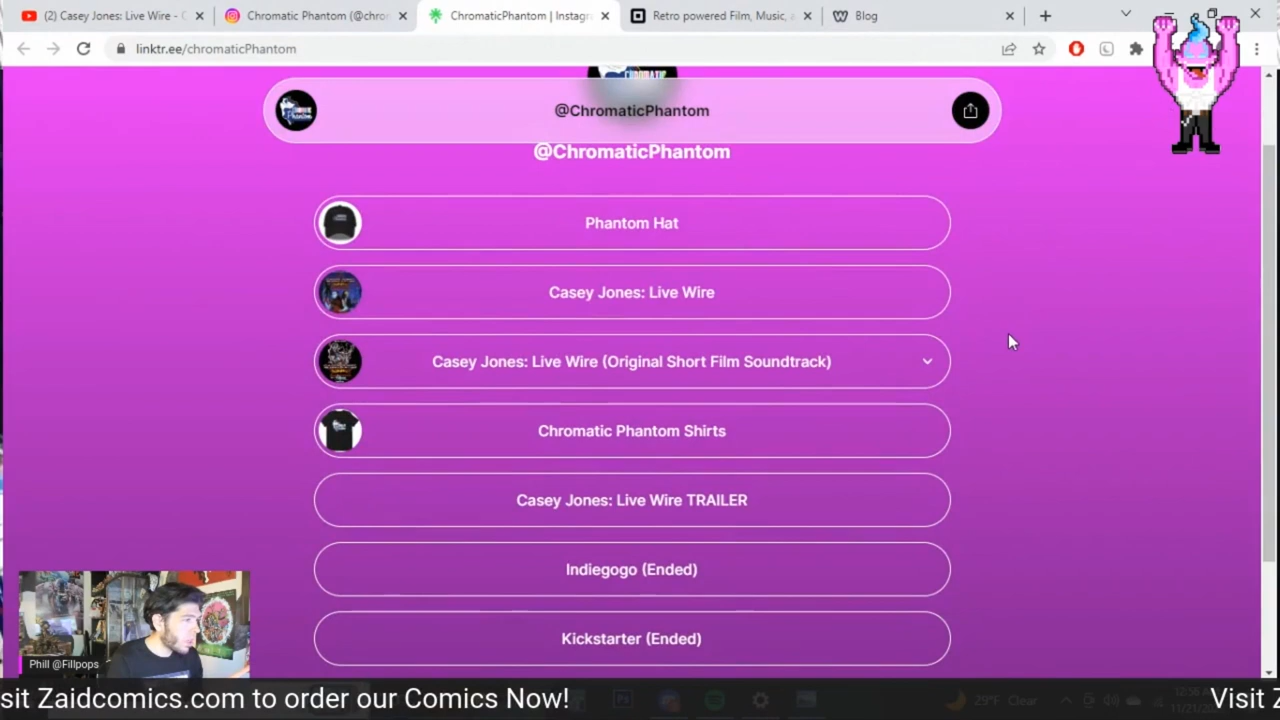 (2) Casey Jones: Live Wire - C
Chromatic Phantom (@chro
ChromaticPhantom | Instagr
Retro powered Film, Music, a
Blog
linktr.ee/chromaticPhantom
@ChromaticPhantom
@ChromaticPhantom
Phantom Hat
Casey Jones: Live Wire
Casey Jones: Live Wire (Original Short Film Soundtrack)
Chromatic Phantom Shirts
Casey Jones: Live Wire TRAILER
Indiegogo (Ended)
Kickstarter (Ended)
Phill @Fillpops
sit Zaidcomics.com to order our Comics Now!
Visit Z
29°F Clear